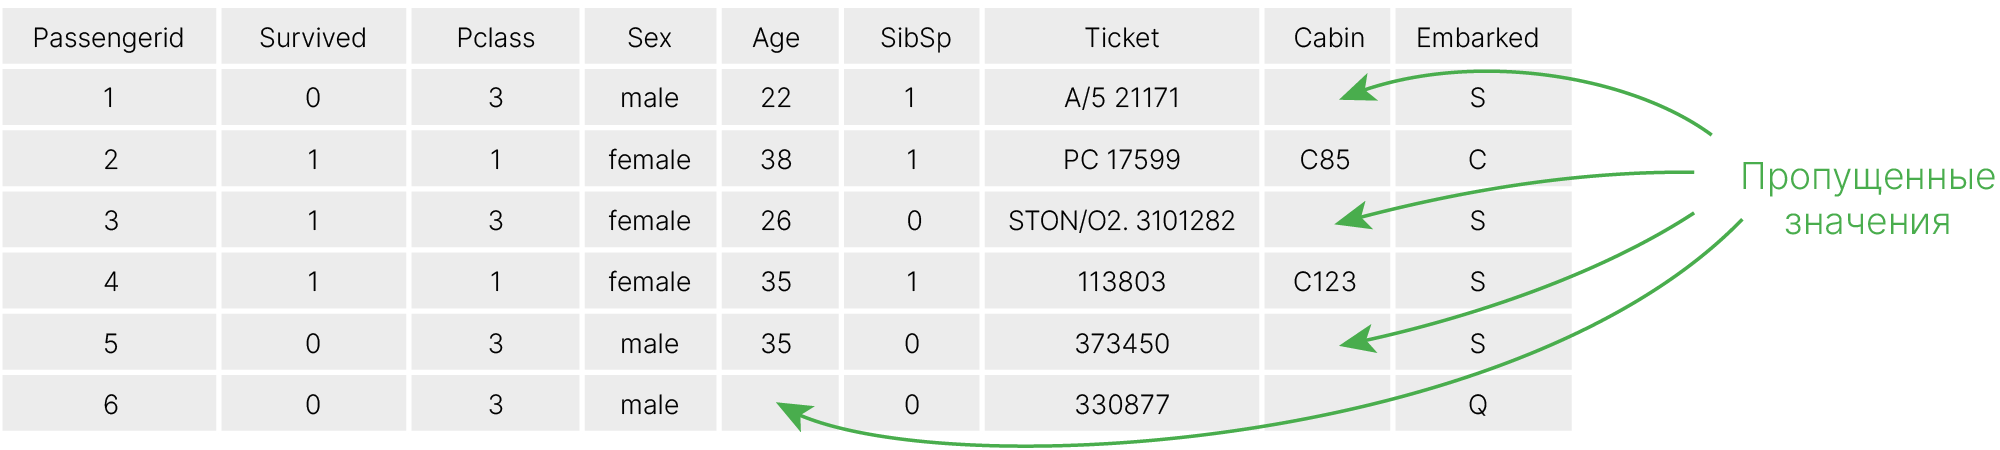 Passengerid Survived Pclass Sex Age SibSp Ticket Cabin Embarked
1 0 3 male 22 1 A/5 21171 S
2 1 1 female 38 1 PC 17599 C85 C
3 1 3 female 26 0 STON/O2. 3101282 S
4 1 1 female 35 1 113803 C123 S
5 0 3 male 35 0 373450 S
6 0 3 male 0 330877 Q
Пропущенные
значения